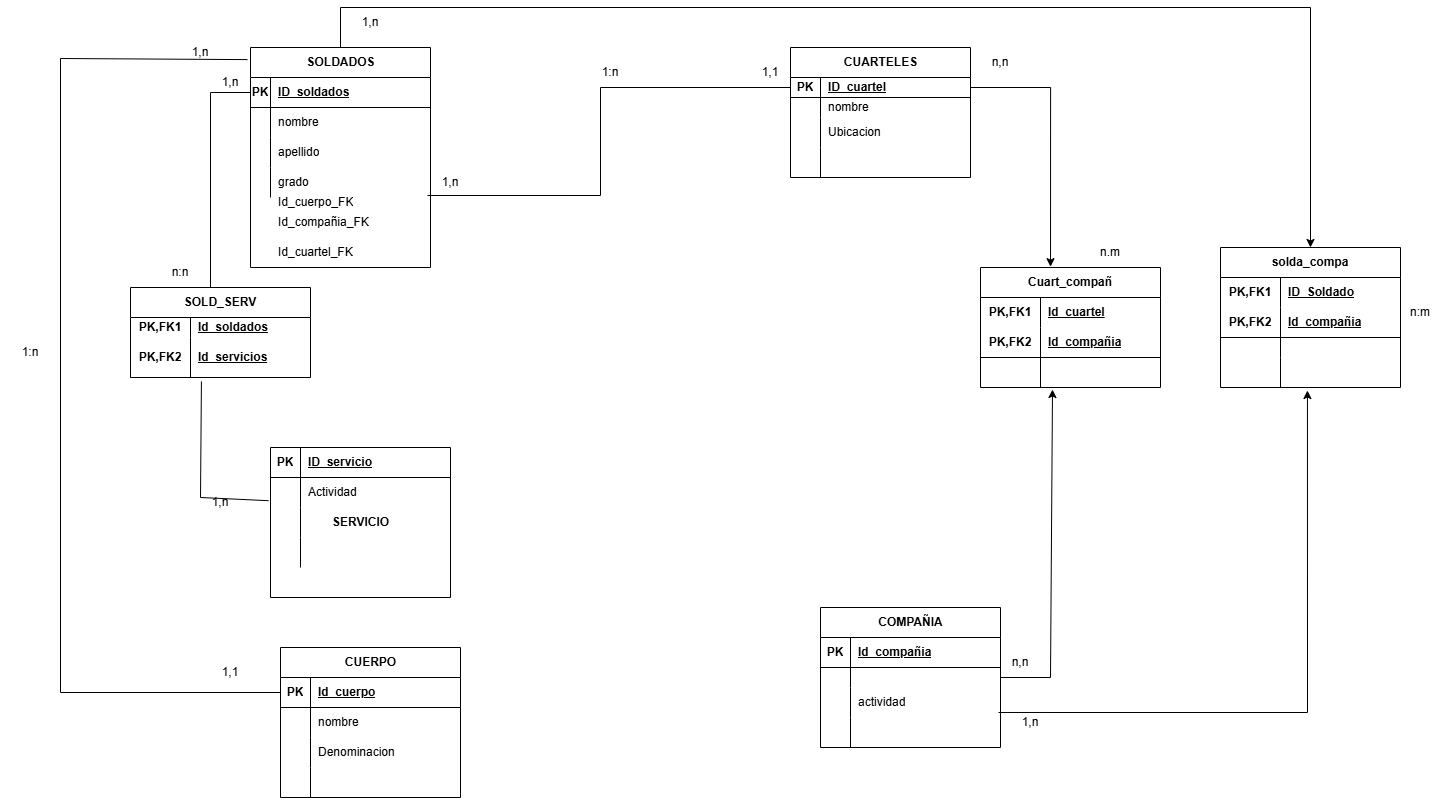 1,n
1,n
SOLDADOS
PK ID_soldados
nombre
apellido
grado
Id_cuerpo_FK
Id_compañia_FK
Id_cuartel_FK
1,n
1:n
1,1
1,n
CUARTELES
PK ID_cuartel
nombre
Ubicacion
n,n
n:n
SOLD_SERV
PK,FK1 Id_soldados
PK,FK2 Id_servicios
n.m
Cuart_compañ
PK,FK1 Id_cuartel
PK,FK2 Id_compañia
solda_compa
PK,FK1 ID_Soldado
PK,FK2 Id_compañia
n:m
1:n
PK ID_servicio
Actividad
SERVICIO
1,n
1,1
CUERPO
PK Id_cuerpo
nombre
Denominacion
COMPAÑIA
PK Id_compañia
actividad
n,n
1,n